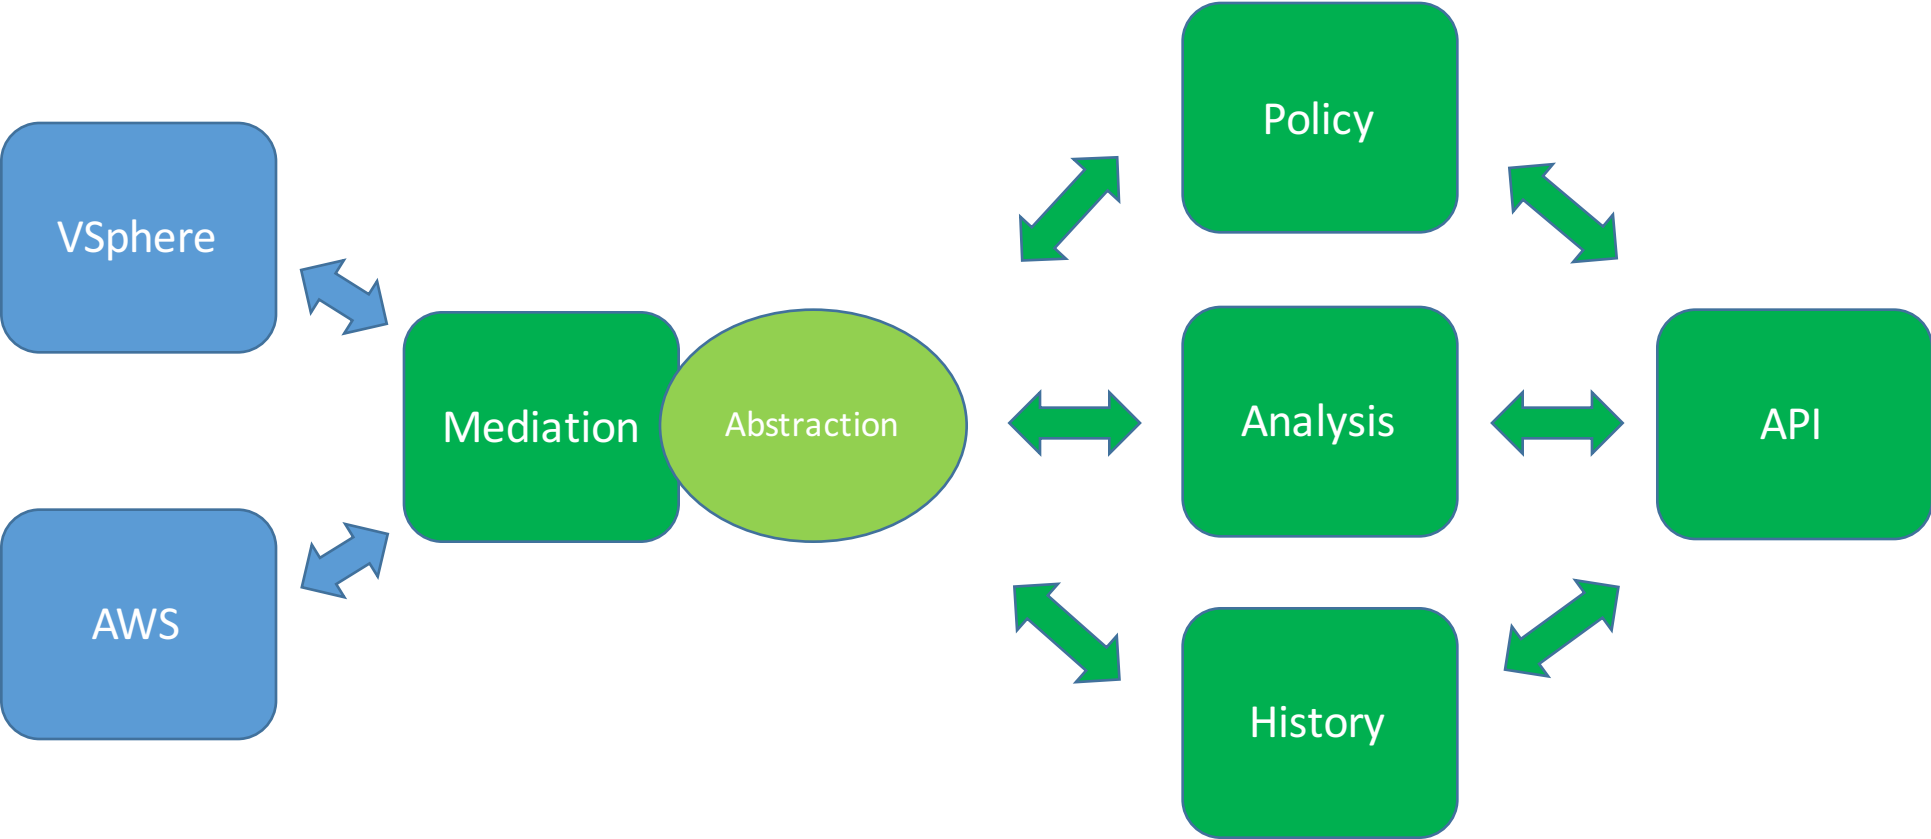 VSphere
AWS
Mediation
Abstraction
Policy
Analysis
History
API